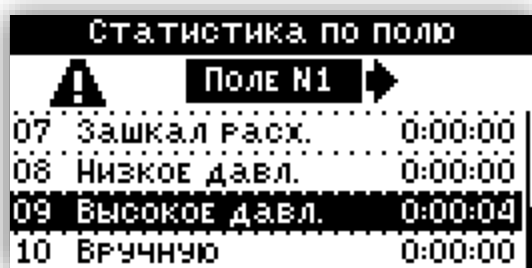 Статистика по полю
Поле N1
07 Зашкал расх. 0:00:00
08 Низкое давл. 0:00:00
09 Высокое давл. 0:00:04
10 Вручную 0:00:00